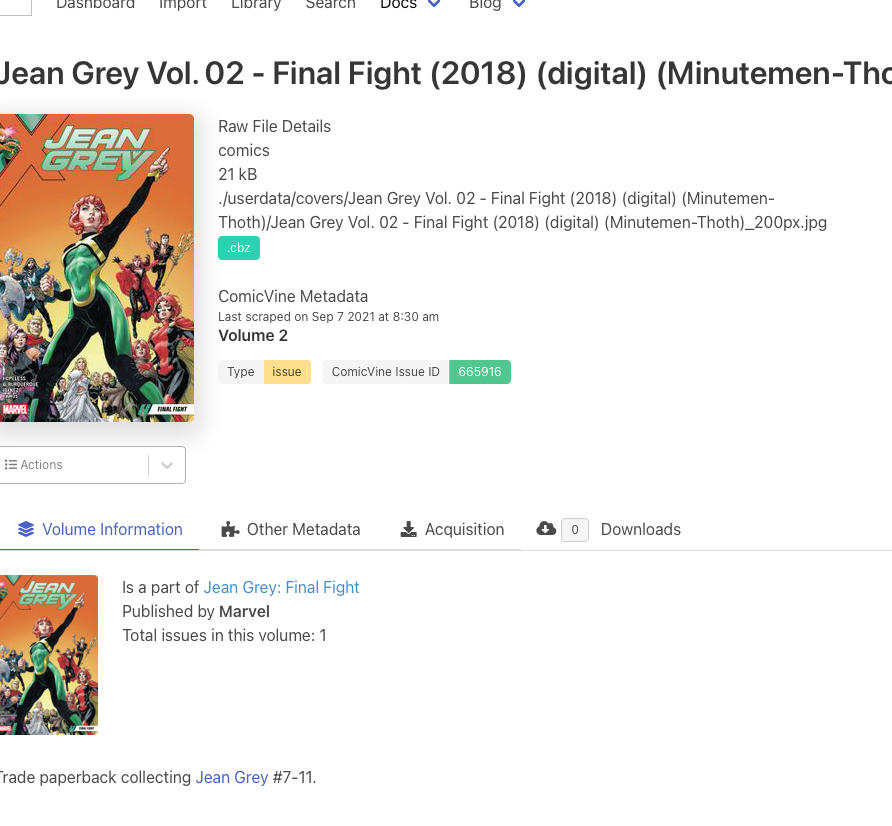 Dashboard Import Library Search Docs Blog
Jean Grey Vol. 02 - Final Fight (2018) (digital) (Minutemen-Tho
JEAN
GREY
HOPELESS
MARVEL
FINAL FIGHT
Raw File Details
comics
21 kB
./userdata/covers/Jean Grey Vol. 02 - Final Fight (2018) (digital) (Minutemen-
Thoth)/Jean Grey Vol. 02 - Final Fight (2018) (digital) (Minutemen-Thoth)_200px.jpg
.cbz
ComicVine Metadata
Last scraped on Sep 7 2021 at 8:30 am
Volume 2
Type issue ComicVine Issue ID 665916
Actions
Volume Information Other Metadata Acquisition 0 Downloads
JEAN
GREY
Is a part of Jean Grey: Final Fight
Published by Marvel
Total issues in this volume: 1
Trade paperback collecting Jean Grey #7-11.